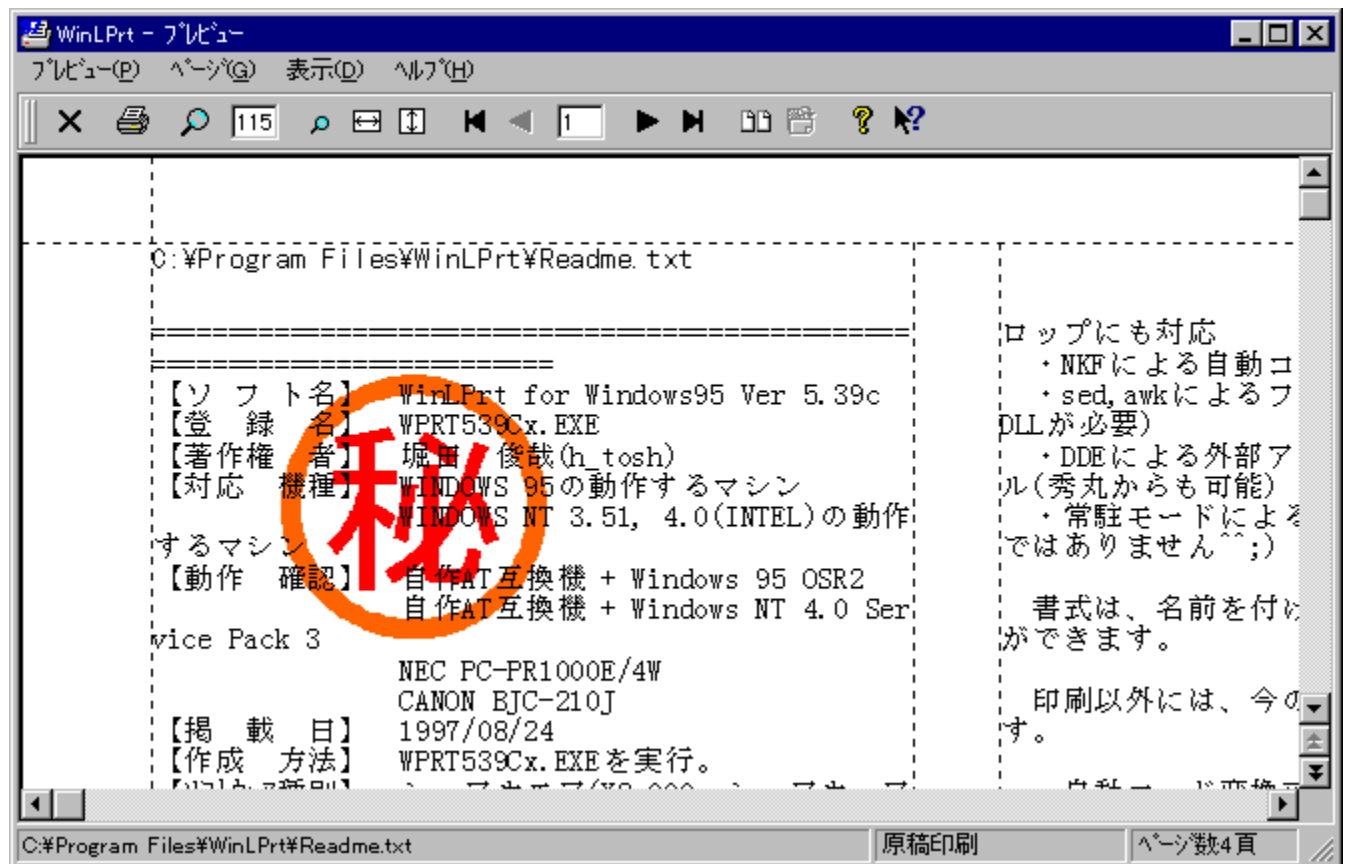 WinLPrt - ﾌﾟﾚﾋﾞｭｰ
ﾌﾟﾚﾋﾞｭｰ(P) ﾍﾟｰｼﾞ(G) 表示(D) ﾍﾙﾌﾟ(H)
115 1
C:¥Program Files¥WinLPrt¥Readme.txt
=================================================
==========================
【ソ フ ト名】 WinLPrt for Windows95 Ver 5.39c
【登 録 名】 WPRT539Cx.EXE
【著作権 者】 堀田 俊哉(h_tosh)
【対応 機種】 WINDOWS 95の動作するマシン
WINDOWS NT 3.51, 4.0(INTEL)の動作
するマシン
【動作 確認】 自作AT互換機 + Windows 95 OSR2
自作AT互換機 + Windows NT 4.0 Ser
vice Pack 3
NEC PC-PR1000E/4W
CANON BJC-210J
【掲 載 日】 1997/08/24
【作成 方法】 WPRT539Cx.EXEを実行。
秘
ロップにも対応
・NKFによる自動コ
・sed,awkによるフ
DLLが必要)
・DDEによる外部ア
ル(秀丸からも可能)
・常駐モードによる
ではありません^^;)
書式は、名前を付け
ができます。
印刷以外には、今の
す。
C:¥Program Files¥WinLPrt¥Readme.txt 原稿印刷 ﾍﾟｰｼﾞ数4頁